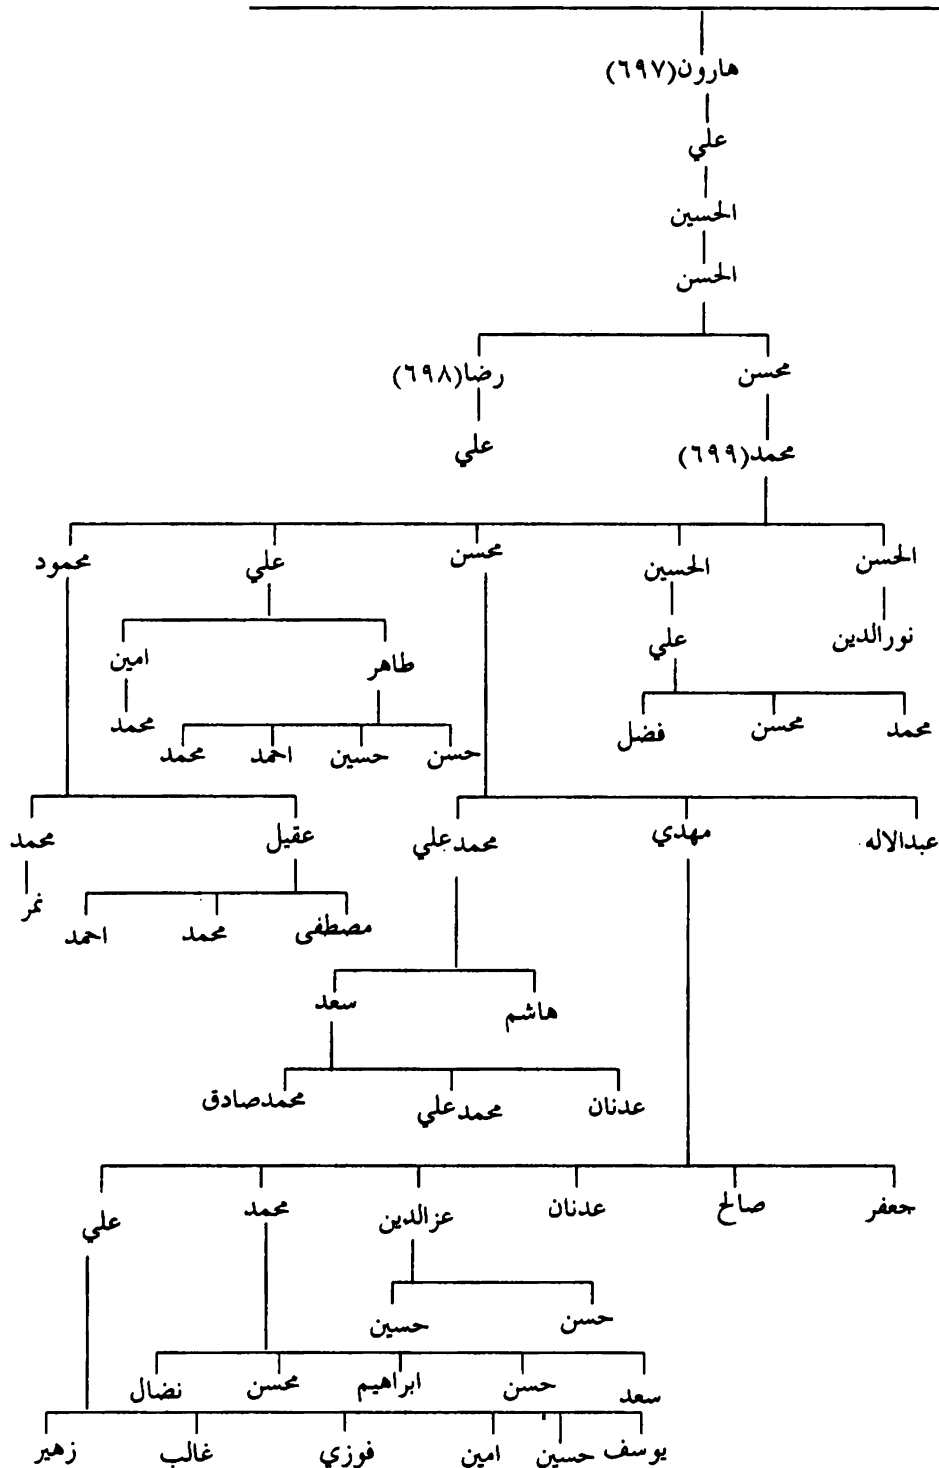 هارون(٦٩٧)
علي
الحسين
الحسن
محسن رضا(٦٩٨)
محمد(٦٩٩) علي
الحسن الحسين محسن علي محمود
نورالدين علي طاهر امين
محمد محسن فضل حسن حسين احمد محمد محمد
عبدالاله مهدي محمدعلي عقيل محمد
مصطفى محمد احمد نمر
هاشم سعد
عدنان محمدعلي محمدصادق
جعفر صالح عدنان عزالدين محمد علي
حسن حسين
سعد حسن ابراهيم محسن نضال
يوسف حسين امين فوزي غالب زهير